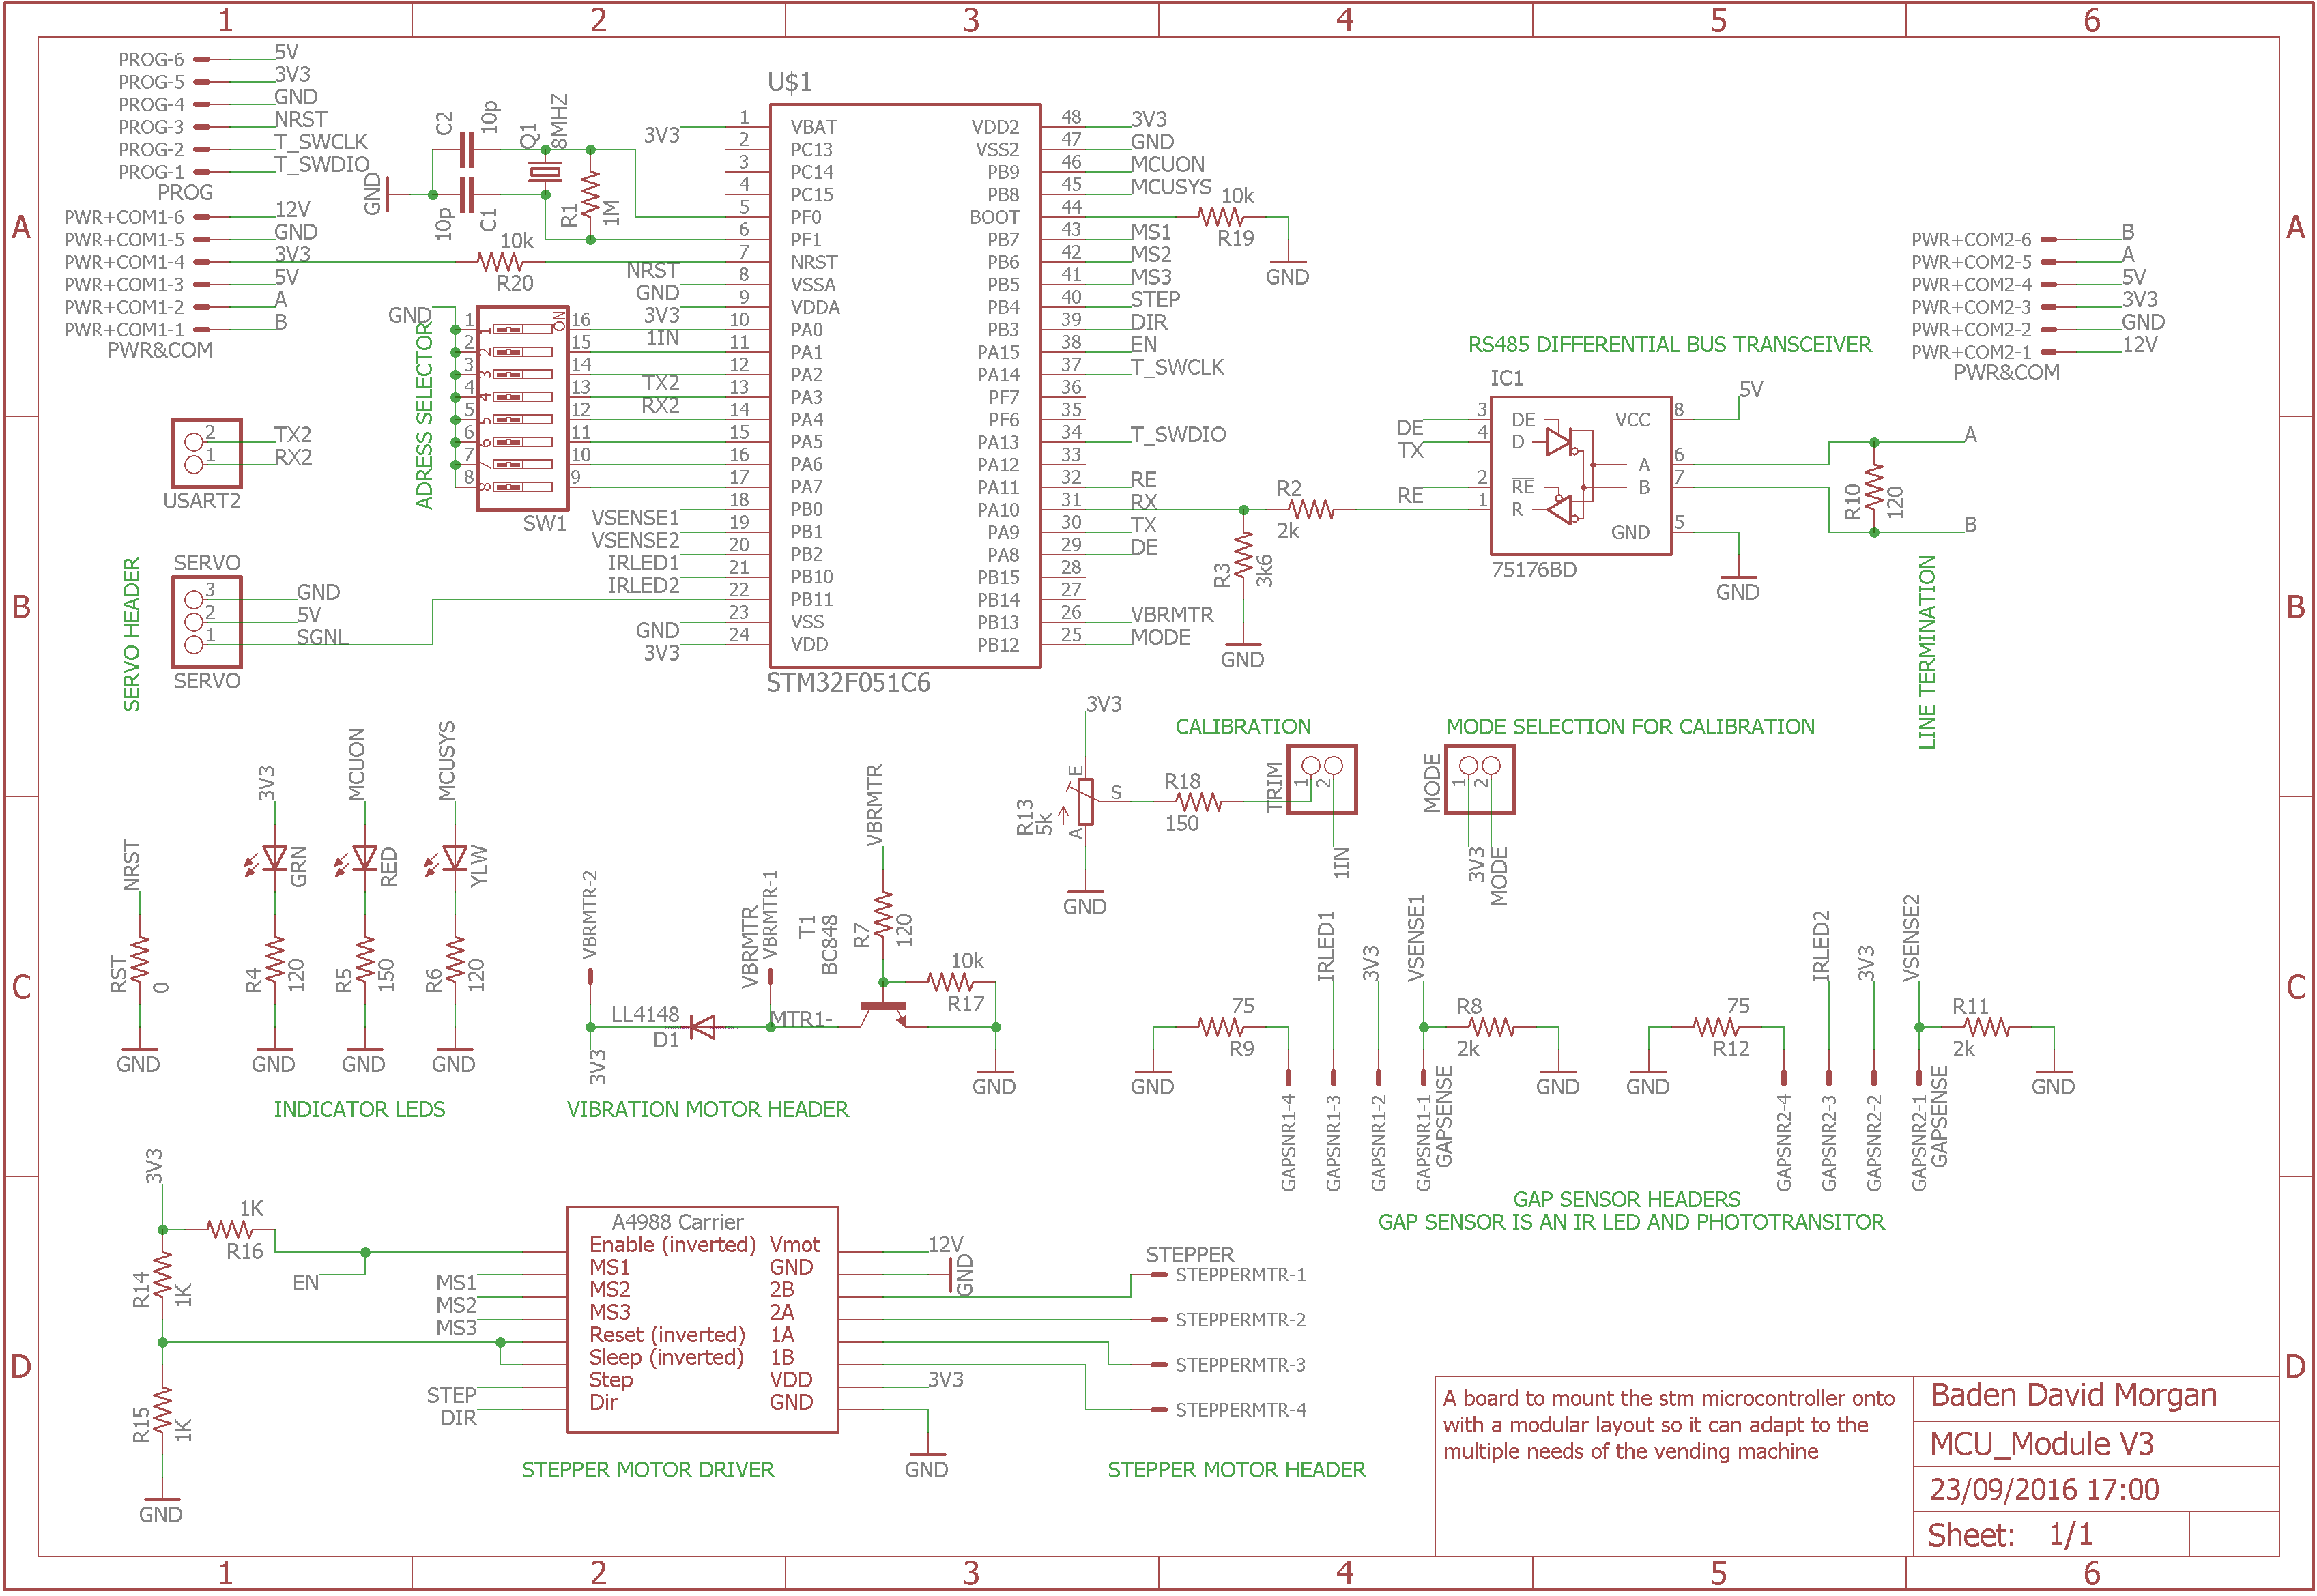 1 2 3 4 5 6
A
B
C
D
PROG-6 5V
PROG-5 3V3
PROG-4 GND
PROG-3 NRST
PROG-2 T_SWCLK
PROG-1 T_SWDIO
PROG
PWR+COM1-6 12V
PWR+COM1-5 GND
PWR+COM1-4 3V3
PWR+COM1-3 5V
PWR+COM1-2 A
PWR+COM1-1 B
PWR&COM
C2
10p
Q1
8MHZ
GND
10p
C1
R1
1M
10k
R20
GND
ADRESS SELECTOR
ON
1 1 16
2 2 15
3 3 14
4 4 13
5 5 12
6 6 11
7 7 10
8 8 9
SW1
U$1
3V3 1 VBAT
2 PC13
3 PC14
4 PC15
5 PF0
6 PF1
7 NRST
NRST 8 VSSA
GND 9 VDDA
3V3 10 PA0
1IN 11 PA1
12 PA2
TX2 13 PA3
RX2 14 PA4
15 PA5
16 PA6
17 PA7
18 PB0
VSENSE1 19 PB1
VSENSE2 20 PB2
IRLED1 21 PB10
IRLED2 22 PB11
23 VSS
GND 24 VDD
3V3
VDD2 48 3V3
VSS2 47 GND
PB9 46 MCUON
PB8 45 MCUSYS
BOOT 44
PB7 43 MS1
PB6 42 MS2
PB5 41 MS3
PB4 40 STEP
PB3 39 DIR
PA15 38 EN
PA14 37 T_SWCLK
PF7 36
PF6 35
PA13 34 T_SWDIO
PA12 33
PA11 32 RE
PA10 31 RX
PA9 30 TX
PA8 29 DE
PB15 28
PB14 27
PB13 26 VBRMTR
PB12 25 MODE
STM32F051C6
10k
R19
GND
R2
2k
R3
3k6
GND
RS485 DIFFERENTIAL BUS TRANSCEIVER
IC1
DE 3 DE
TX 4 D
RE 2 RE
1 R
VCC 8 5V
A 6
B 7
GND 5
75176BD
GND
R10
120
A
B
LINE TERMINATION
PWR+COM2-6 B
PWR+COM2-5 A
PWR+COM2-4 5V
PWR+COM2-3 3V3
PWR+COM2-2 GND
PWR+COM2-1 12V
PWR&COM
2 TX2
1 RX2
USART2
SERVO HEADER
SERVO
3 GND
2 5V
1 SGNL
SERVO
NRST
RST
0
GND
3V3
GRN
R4
120
GND
MCUON
RED
R5
150
GND
MCUSYS
YLW
R6
120
GND
INDICATOR LEDS
VBRMTR-2
LL4148
D1
3V3
VBRMTR
VBRMTR-1
MTR1-
T1
BC848
VBRMTR
R7
120
10k
R17
GND
VIBRATION MOTOR HEADER
3V3
R13
5k
E
S
A
GND
CALIBRATION
R18
150
TRIM
1 2
1IN
MODE SELECTION FOR CALIBRATION
MODE
1 2
3V3
MODE
75
R9
GND
IRLED1
3V3
VSENSE1
R8
2k
GND
GAPSNR1-4
GAPSNR1-3
GAPSNR1-2
GAPSNR1-1
GAPSENSE
75
R12
GND
IRLED2
3V3
VSENSE2
R11
2k
GND
GAPSNR2-4
GAPSNR2-3
GAPSNR2-2
GAPSNR2-1
GAPSENSE
GAP SENSOR HEADERS
GAP SENSOR IS AN IR LED AND PHOTOTRANSITOR
3V3
1K
R16
R14
1K
R15
1K
GND
EN
MS1
MS2
MS3
STEP
DIR
A4988 Carrier
Enable (inverted) Vmot 12V
MS1 GND GND
MS2 2B
MS3 2A
Reset (inverted) 1A
Sleep (inverted) 1B
Step VDD 3V3
Dir GND
GND
STEPPER MOTOR DRIVER
STEPPER
STEPPERMTR-1
STEPPERMTR-2
STEPPERMTR-3
STEPPERMTR-4
STEPPER MOTOR HEADER
A board to mount the stm microcontroller onto
with a modular layout so it can adapt to the
multiple needs of the vending machine
Baden David Morgan
MCU_Module V3
23/09/2016 17:00
Sheet: 1/1
A
B
C
D
1 2 3 4 5 6